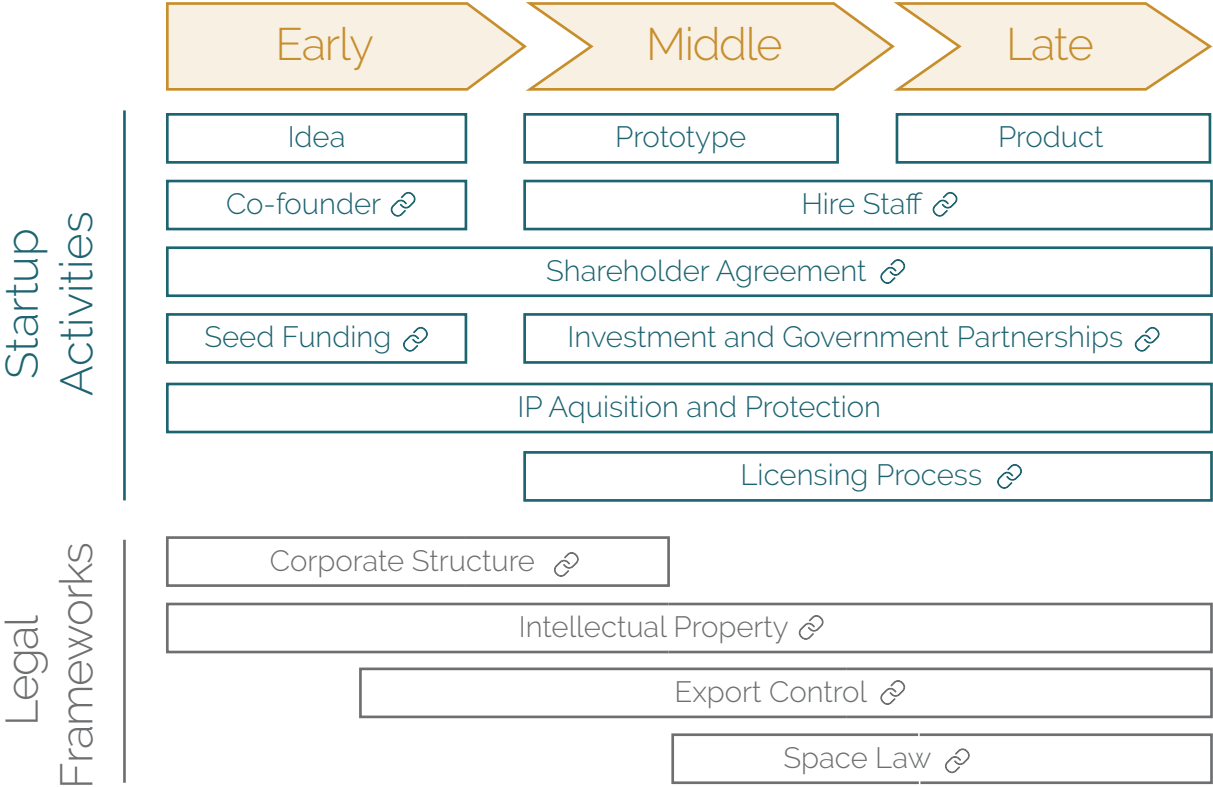 Early
Middle
Late
Startup
Activities
Idea
Prototype
Product
Co-founder
Hire Staff
Shareholder Agreement
Seed Funding
Investment and Government Partnerships
IP Aquisition and Protection
Licensing Process
Legal
Frameworks
Corporate Structure
Intellectual Property
Export Control
Space Law